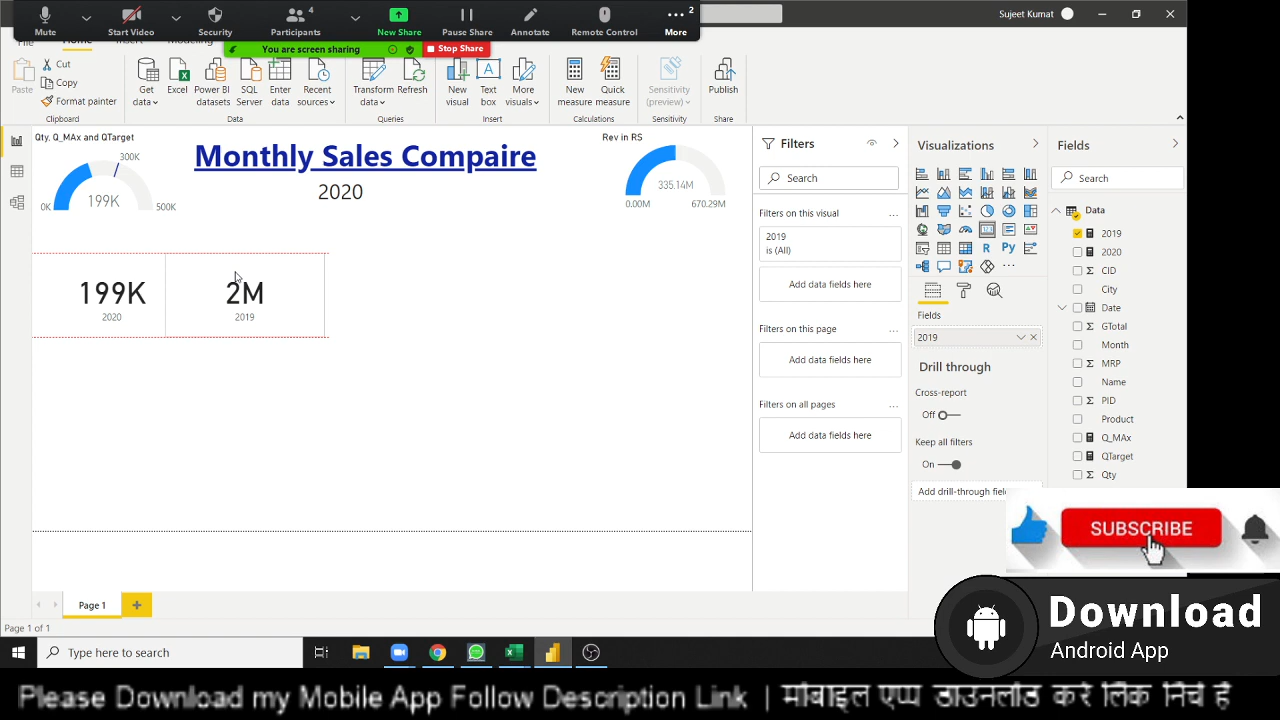 Mute
Start Video
Security
Participants
4
New Share
Pause Share
Annotate
Remote Control
More
2
You are screen sharing
Stop Share
Sujeet Kumat
Home
Paste
Cut
Copy
Format painter
Clipboard
Get data
Excel
Power BI datasets
SQL Server
Enter data
Recent sources
Data
Transform data
Refresh
Queries
New visual
Text box
More visuals
Insert
New measure
Quick measure
Calculations
Sensitivity (preview)
Sensitivity
Publish
Share
Qty, Q_MAx and QTarget
300K
199K
0K
500K
Monthly Sales Compaire
2020
Rev in RS
335.14M
0.00M
670.29M
199K
2020
2M
2019
Filters
Search
Filters on this visual
...
2019
is (All)
Add data fields here
Filters on this page
...
Add data fields here
Filters on all pages
...
Add data fields here
Visualizations
R
Py
...
Fields
2019
Drill through
Cross-report
Off
Keep all filters
On
Add drill-through fiel
Fields
Search
Data
2019
2020
CID
City
Date
GTotal
Month
MRP
Name
PID
Product
Q_MAx
QTarget
Qty
SUBSCRIBE
Download
Android App
Page 1
Page 1 of 1
Type here to search
Please Download my Mobile App Follow Description Link | मोबाइल एप्प डाउनलोड करे लिंक निचे है